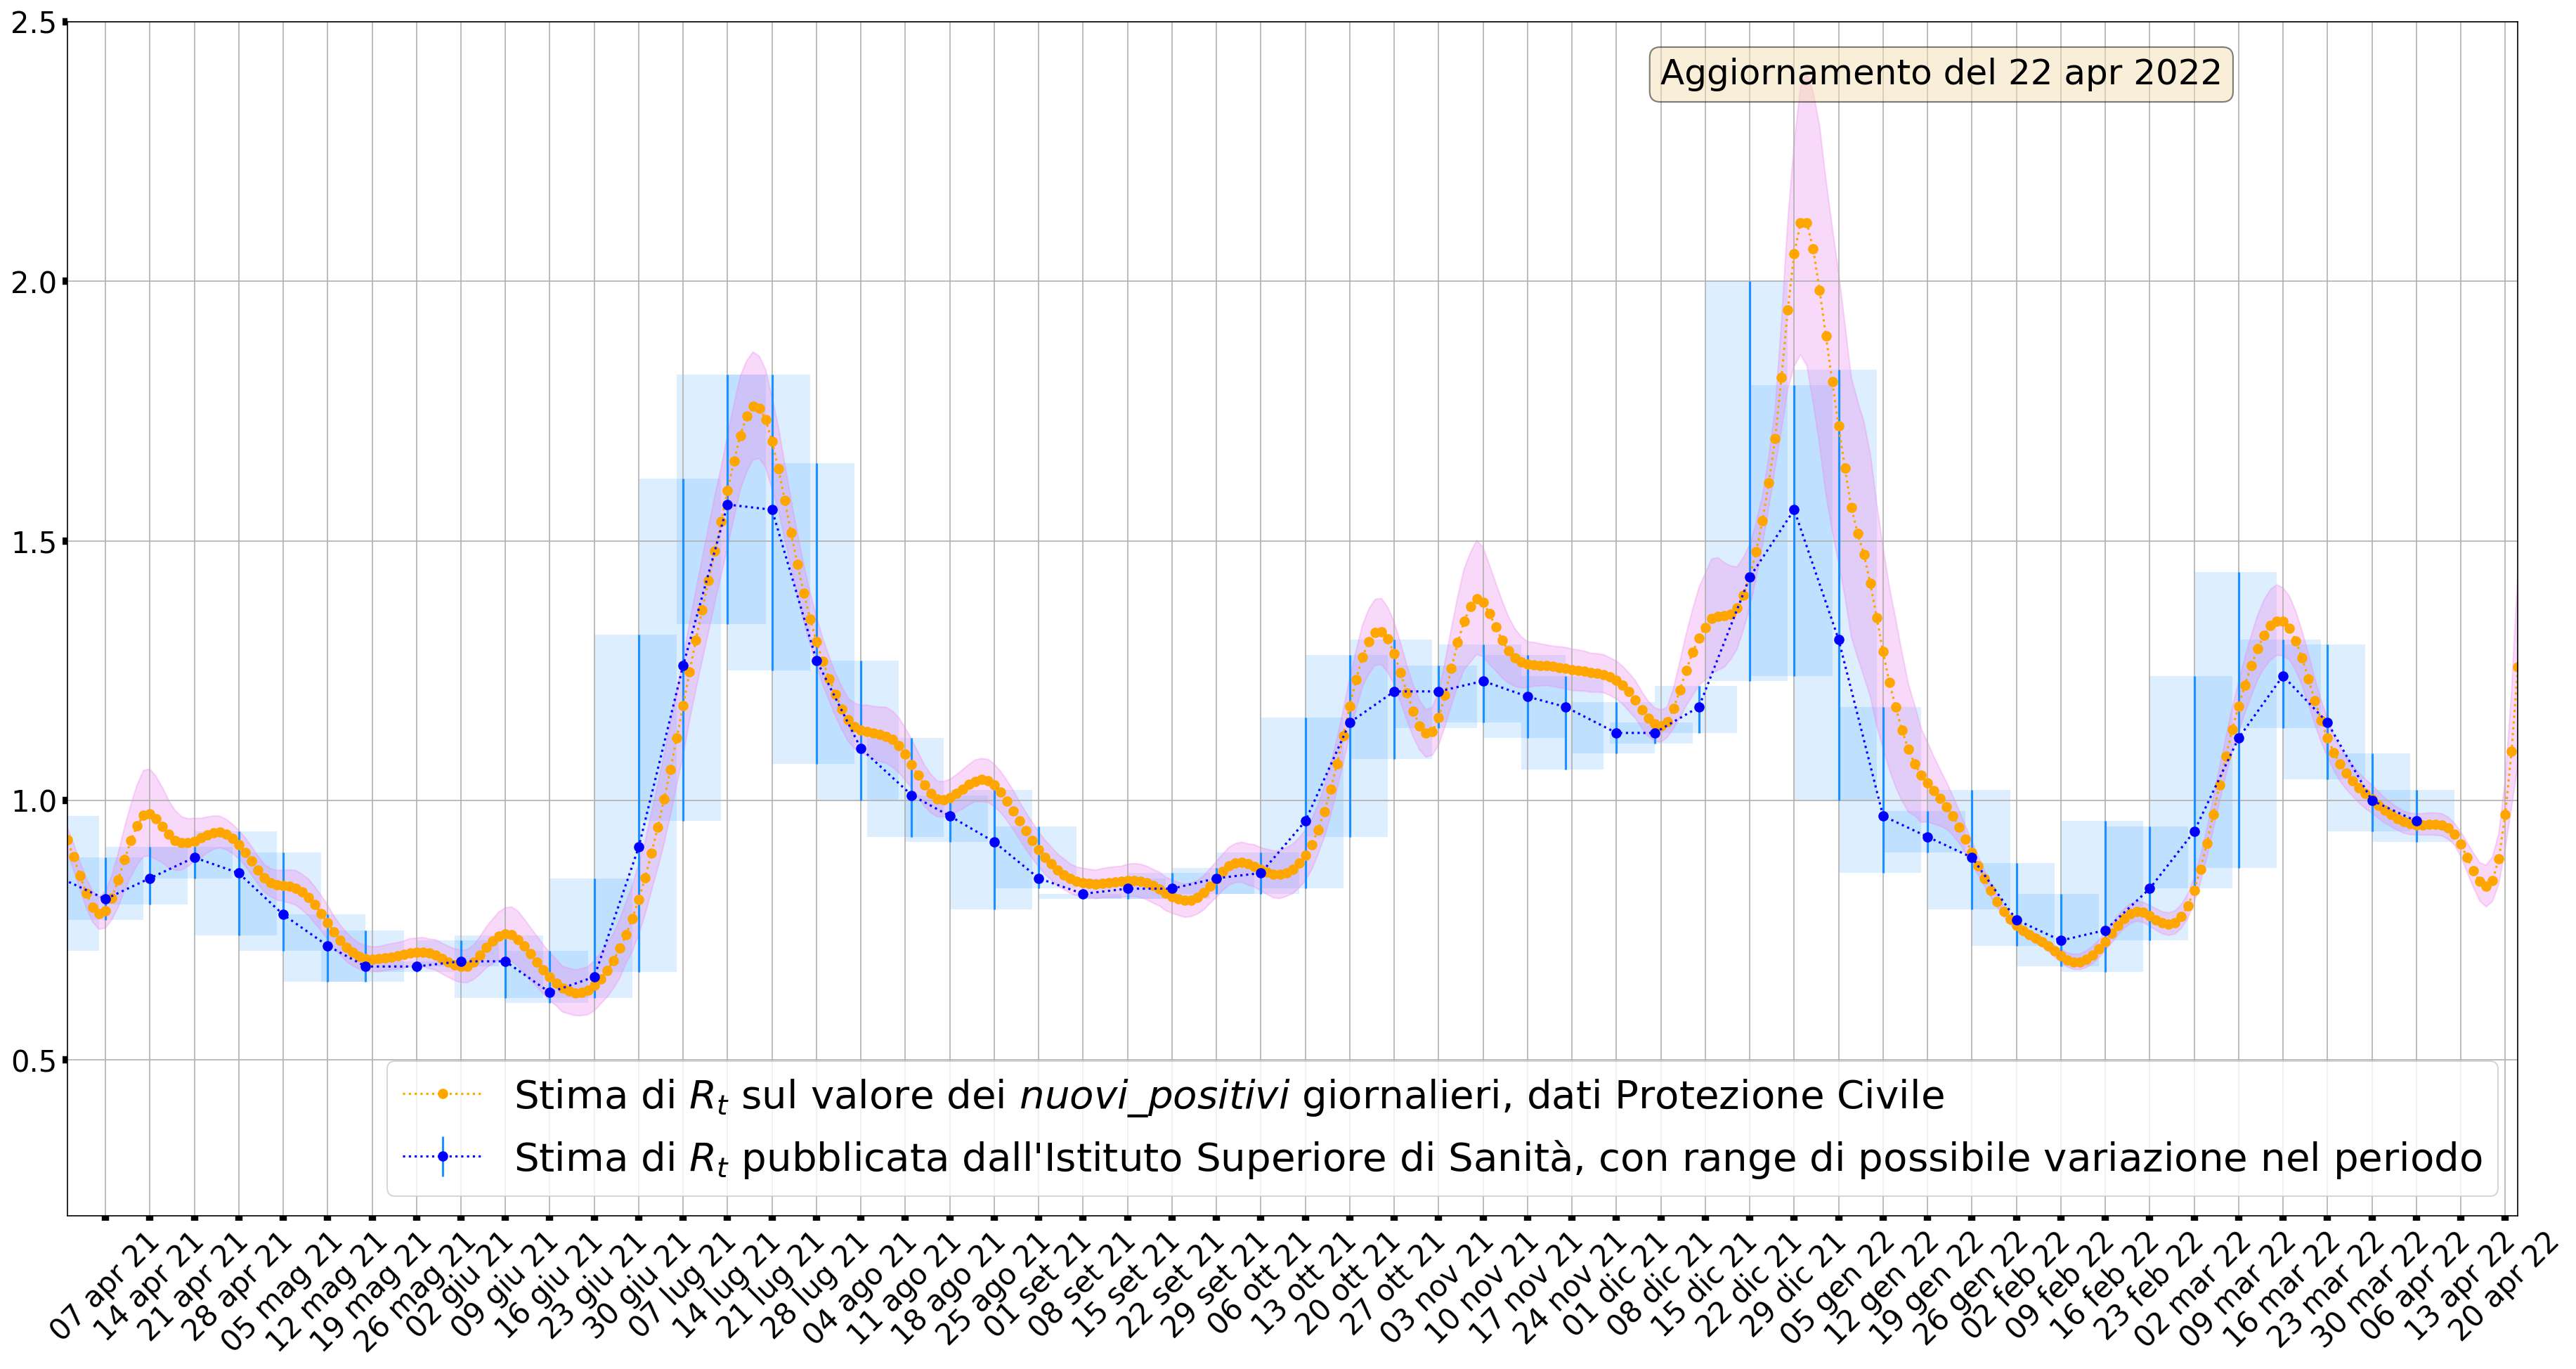 2.5
2.0
1.5
1.0
0.5
Aggiornamento del 22 apr 2022
Stima di Rt sul valore dei nuovi_positivi giornalieri, dati Protezione Civile
Stima di Rt pubblicata dall'Istituto Superiore di Sanità, con range di possibile variazione nel periodo
07 apr 21
14 apr 21
21 apr 21
28 apr 21
05 mag 21
12 mag 21
19 mag 21
26 mag 21
02 giu 21
09 giu 21
16 giu 21
23 giu 21
30 giu 21
07 lug 21
14 lug 21
21 lug 21
28 lug 21
04 ago 21
11 ago 21
18 ago 21
25 ago 21
01 set 21
08 set 21
15 set 21
22 set 21
29 set 21
06 ott 21
13 ott 21
20 ott 21
27 ott 21
03 nov 21
10 nov 21
17 nov 21
24 nov 21
01 dic 21
08 dic 21
15 dic 21
22 dic 21
29 dic 21
05 gen 22
12 gen 22
19 gen 22
26 gen 22
02 feb 22
09 feb 22
16 feb 22
23 feb 22
02 mar 22
09 mar 22
16 mar 22
23 mar 22
30 mar 22
06 apr 22
13 apr 22
20 apr 22